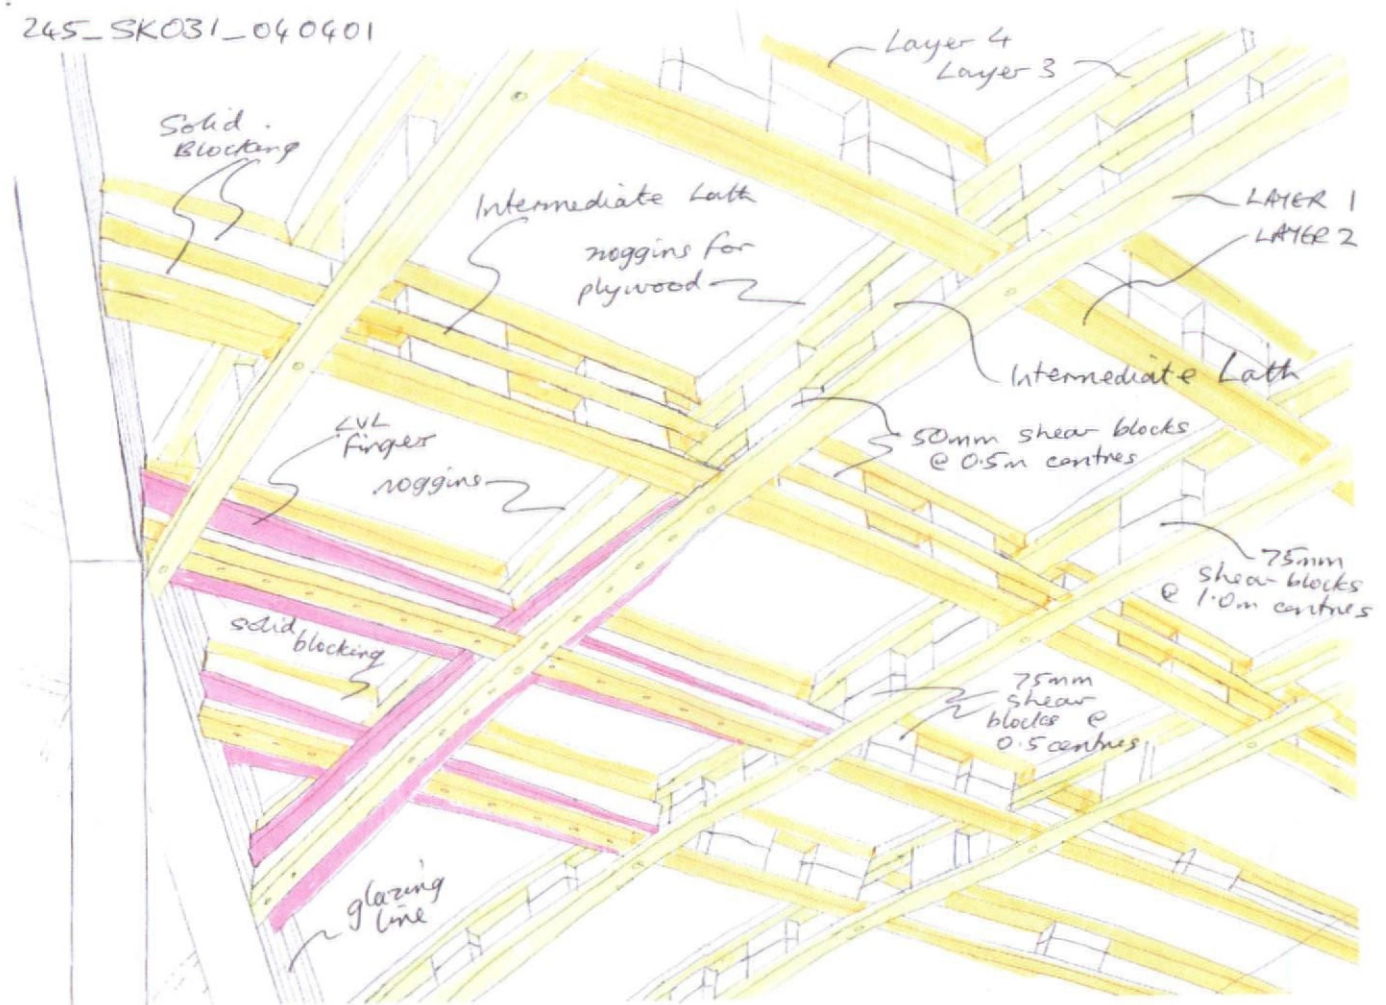 245_SK031_040401
Layer 4
Layer 3
Solid
Blocking
Intermediate Lath
noggins for
plywood
LAYER 1
LAYER 2
Intermediate Lath
LVL
finger
noggins
50mm shear blocks
@ 0.5m centres
75mm
shear blocks
@ 1.0m centres
solid
blocking
75mm
shear
blocks @
0.5 centres
glazing
line